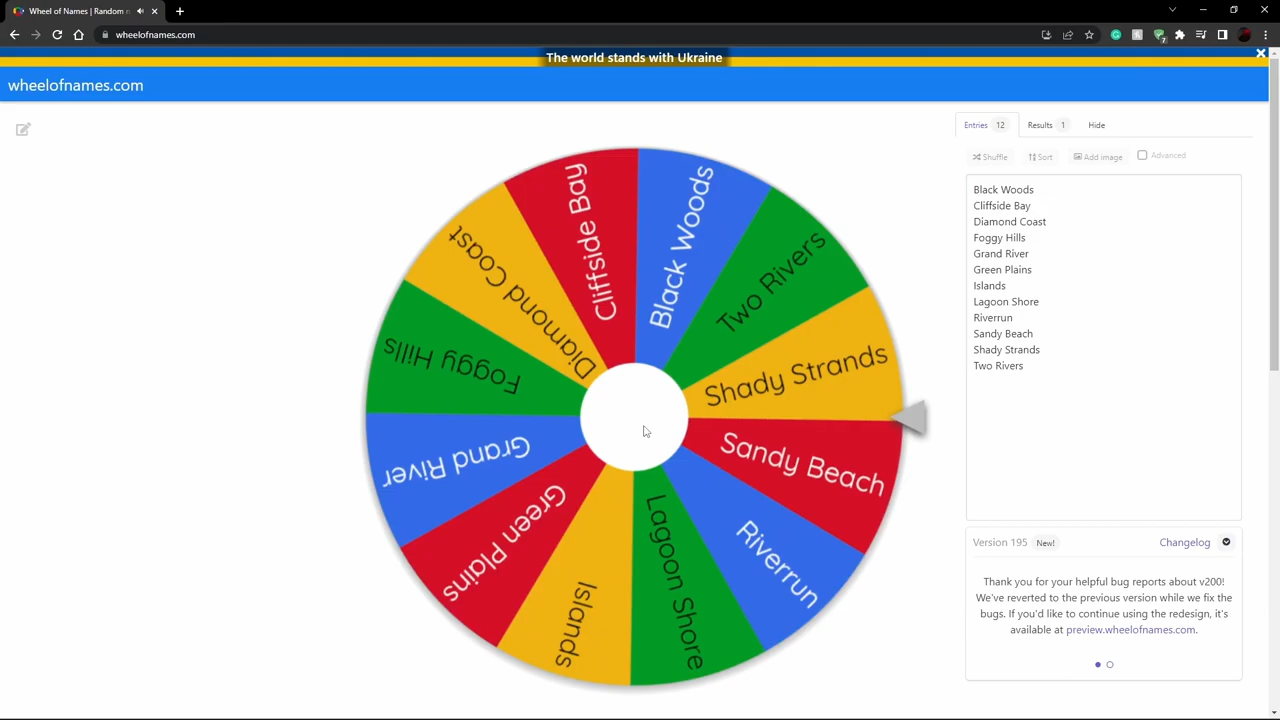 Wheel of Names | Random n
wheelofnames.com
The world stands with Ukraine
wheelofnames.com
Entries 12
Results 1
Hide
Shuffle
Sort
Add image
Advanced
Black Woods
Cliffside Bay
Diamond Coast
Foggy Hills
Grand River
Green Plains
Islands
Lagoon Shore
Riverrun
Sandy Beach
Shady Strands
Two Rivers
Cliffside Bay
Black Woods
Two Rivers
Shady Strands
Sandy Beach
Riverrun
Lagoon Shore
Islands
Green Plains
Grand River
Foggy Hills
Diamond Coast
Version 195 New!
Changelog
Thank you for your helpful bug reports about v200!
We've reverted to the previous version while we fix the
bugs. If you'd like to continue using the redesign, it's
available at preview.wheelofnames.com.